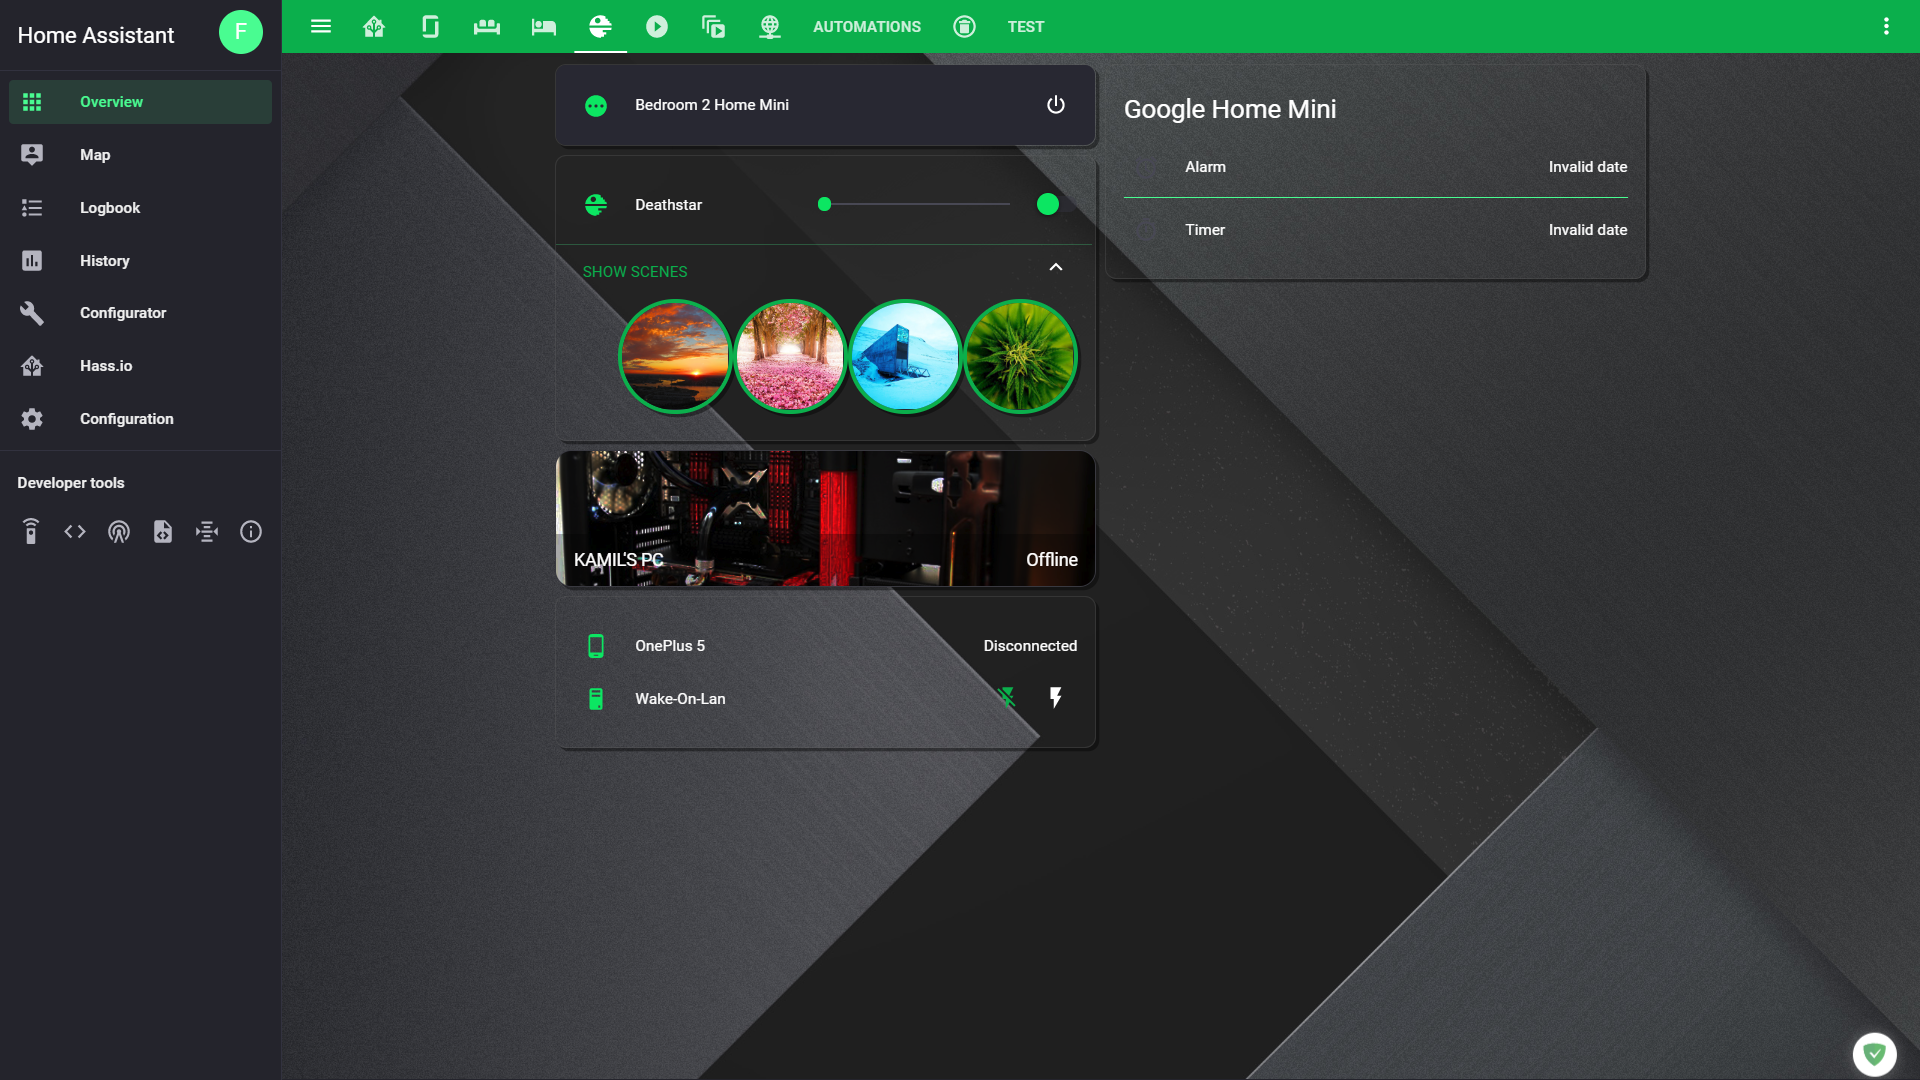 Home Assistant
F
Overview
Map
Logbook
History
Configurator
Hass.io
Configuration
Developer tools
AUTOMATIONS
TEST
Bedroom 2 Home Mini
Deathstar
SHOW SCENES
KAMIL'S PC
Offline
OnePlus 5
Disconnected
Wake-On-Lan
Google Home Mini
Alarm
Invalid date
Timer
Invalid date